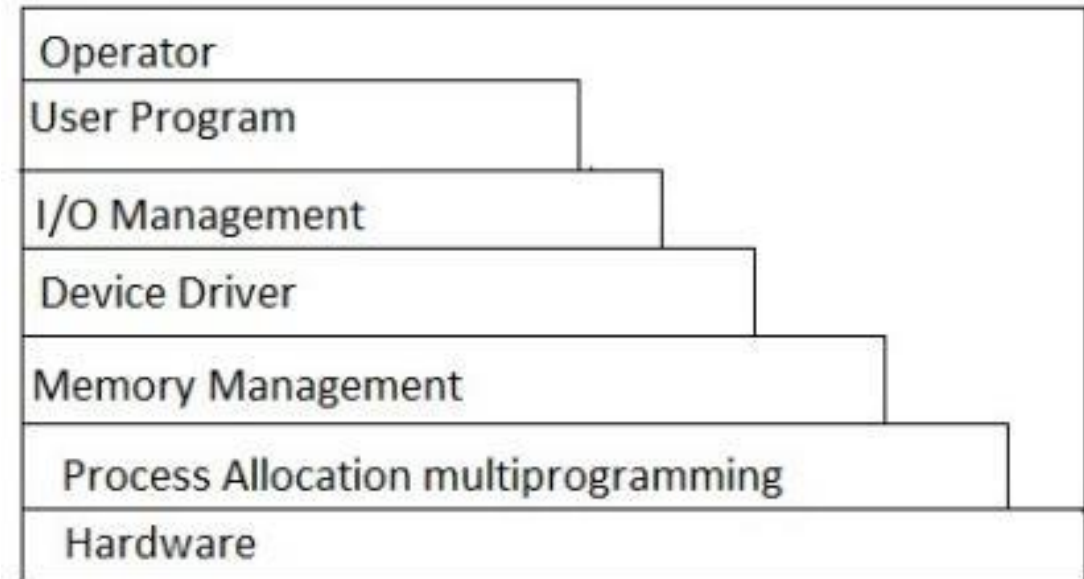 Operator
User Program
I/O Management
Device Driver
Memory Management
Process Allocation multiprogramming
Hardware